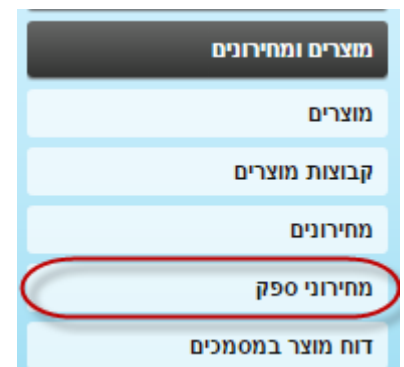 מוצרים ומחירונים
מוצרים
קבוצות מוצרים
מחירונים
מחירוני ספק
דוח מוצר במסמכים